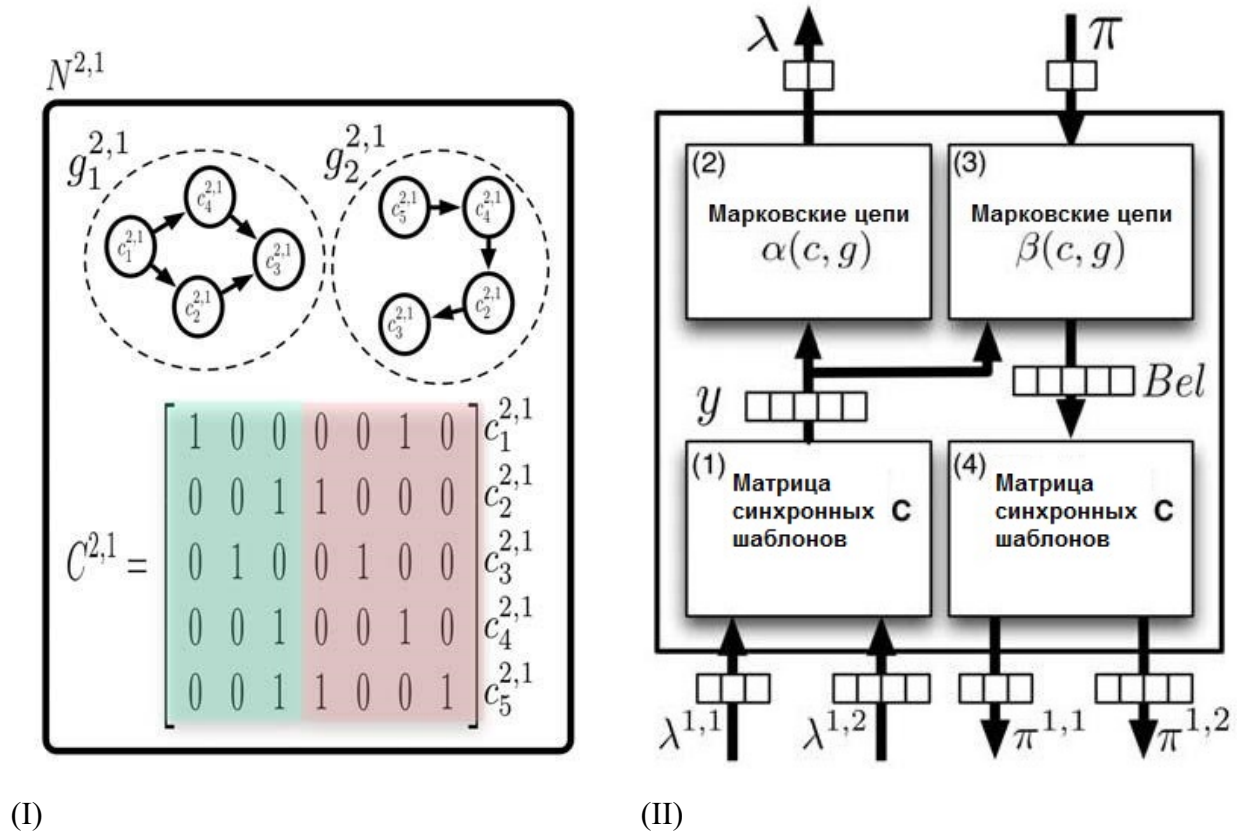 N^{2,1}
g_1^{2,1} g_2^{2,1}
c_1^{2,1} c_4^{2,1} c_2^{2,1} c_3^{2,1}
c_5^{2,1} c_4^{2,1} c_2^{2,1} c_3^{2,1}
C^{2,1} =
1 0 0 0 0 1 0 c_1^{2,1}
0 0 1 1 0 0 0 c_2^{2,1}
0 1 0 0 1 0 0 c_3^{2,1}
0 0 1 0 0 1 0 c_4^{2,1}
0 0 1 1 0 0 1 c_5^{2,1}
(I)
λ π
(2)
Марковские цепи
α(c, g)
(3)
Марковские цепи
β(c, g)
y
Bel
(1)
Матрица
синхронных C
шаблонов
(4)
Матрица
синхронных C
шаблонов
λ^{1,1} λ^{1,2} π^{1,1} π^{1,2}
(II)